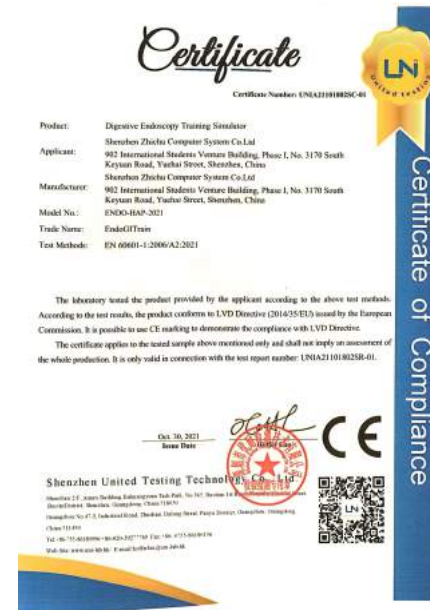 Certificate
Certificate Number: UNIA21101802SC-01
UNi
United testing
Certificate of Compliance
Product: Digestive Endoscopy Training Simulator
Applicant: Shenzhen Zhichu Computer System Co.Ltd
902 International Students Venture Building, Phase I, No. 3170 South
Keyuan Road, Yuehai Street, Shenzhen, China
Manufacturer: Shenzhen Zhichu Computer System Co.Ltd
902 International Students Venture Building, Phase I, No. 3170 South
Keyuan Road, Yuehai Street, Shenzhen, China
Model No.: ENDO-HAP-2021
Trade Name: EndoGITrain
Test Methods: EN 60601-1:2006/A2:2021
The laboratory tested the product provided by the applicant according to the above test methods.
According to the test results, the product conforms to LVD Directive (2014/35/EU) issued by the European
Commission. It is possible to use CE marking to demonstrate the compliance with LVD Directive.
The certificate applies to the tested sample above mentioned only and shall not imply an assessment of
the whole production. It is only valid in connection with the test report number: UNIA21101802SR-01.
Oct. 30, 2021
Issue Date
CE
Shenzhen United Testing Technology Co., Ltd